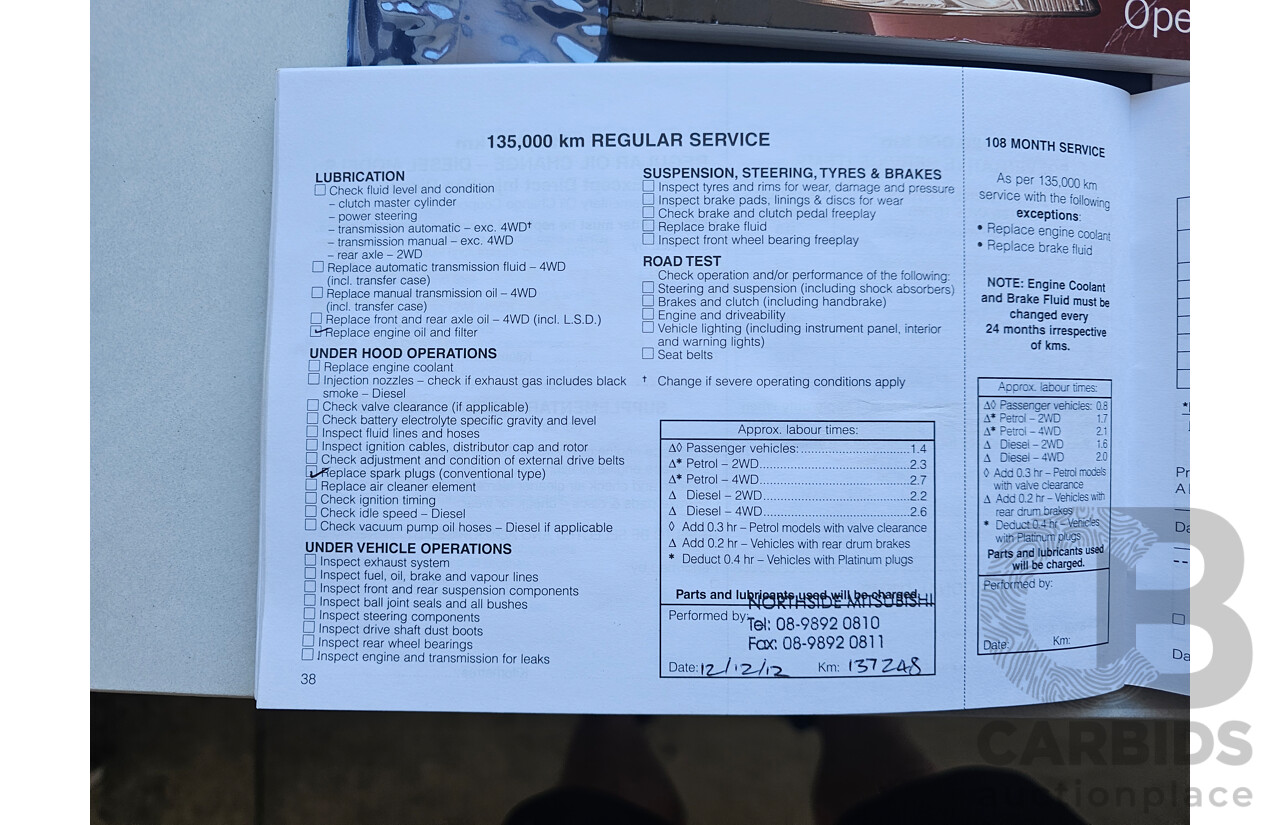 Ope
135,000 km REGULAR SERVICE
LUBRICATION
Check fluid level and condition
– clutch master cylinder
– power steering
– transmission automatic – exc. 4WD†
– transmission manual – exc. 4WD
– rear axle – 2WD
Replace automatic transmission fluid – 4WD
(incl. transfer case)
Replace manual transmission oil – 4WD
(incl. transfer case)
Replace front and rear axle oil – 4WD (incl. L.S.D.)
Replace engine oil and filter
UNDER HOOD OPERATIONS
Replace engine coolant
Injection nozzles – check if exhaust gas includes black
smoke – Diesel
Check valve clearance (if applicable)
Check battery electrolyte specific gravity and level
Inspect fluid lines and hoses
Inspect ignition cables, distributor cap and rotor
Check adjustment and condition of external drive belts
Replace spark plugs (conventional type)
Replace air cleaner element
Check ignition timing
Check idle speed – Diesel
Check vacuum pump oil hoses – Diesel if applicable
UNDER VEHICLE OPERATIONS
Inspect exhaust system
Inspect fuel, oil, brake and vapour lines
Inspect front and rear suspension components
Inspect ball joint seals and all bushes
Inspect steering components
Inspect drive shaft dust boots
Inspect rear wheel bearings
Inspect engine and transmission for leaks
38
SUSPENSION, STEERING, TYRES & BRAKES
Inspect tyres and rims for wear, damage and pressure
Inspect brake pads, linings & discs for wear
Check brake and clutch pedal freeplay
Replace brake fluid
Inspect front wheel bearing freeplay
ROAD TEST
Check operation and/or performance of the following:
Steering and suspension (including shock absorbers)
Brakes and clutch (including handbrake)
Engine and driveability
Vehicle lighting (including instrument panel, interior
and warning lights)
Seat belts
† Change if severe operating conditions apply
Approx. labour times:
Δ◊ Passenger vehicles:...............................1.4
Δ* Petrol – 2WD..........................................2.3
Δ* Petrol – 4WD..........................................2.7
Δ Diesel – 2WD.........................................2.2
Δ Diesel – 4WD.........................................2.6
◊ Add 0.3 hr – Petrol models with valve clearance
Δ Add 0.2 hr – Vehicles with rear drum brakes
* Deduct 0.4 hr – Vehicles with Platinum plugs
Parts and lubricants used will be charged.
NORTHSIDE MITSUBISHI
Performed by:
Tel: 08-9892 0810
Fax: 08-9892 0811
Date: 12/12/12 Km: 137248
108 MONTH SERVICE
As per 135,000 km
service with the following
exceptions:
• Replace engine coolant
• Replace brake fluid
NOTE: Engine Coolant
and Brake Fluid must be
changed every
24 months irrespective
of kms.
Approx. labour times:
Δ◊ Passenger vehicles: 0.8
Δ* Petrol – 2WD 1.7
Δ* Petrol – 4WD 2.1
Δ Diesel – 2WD 1.6
Δ Diesel – 4WD 2.0
◊ Add 0.3 hr – Petrol models
with valve clearance
Δ Add 0.2 hr – Vehicles with
rear drum brakes
* Deduct 0.4 hr – Vehicles
with Platinum plugs
Parts and lubricants used
will be charged.
Performed by:
Date: Km:
Pr
Da
Da
CARBIDS
auctionplace